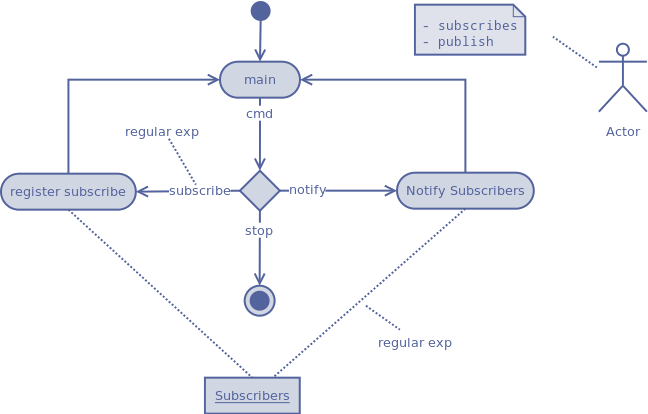 - subscribes
- publish
main
cmd
regular exp
Actor
register subscribe
subscribe
notify
Notify Subscribers
stop
regular exp
Subscribers